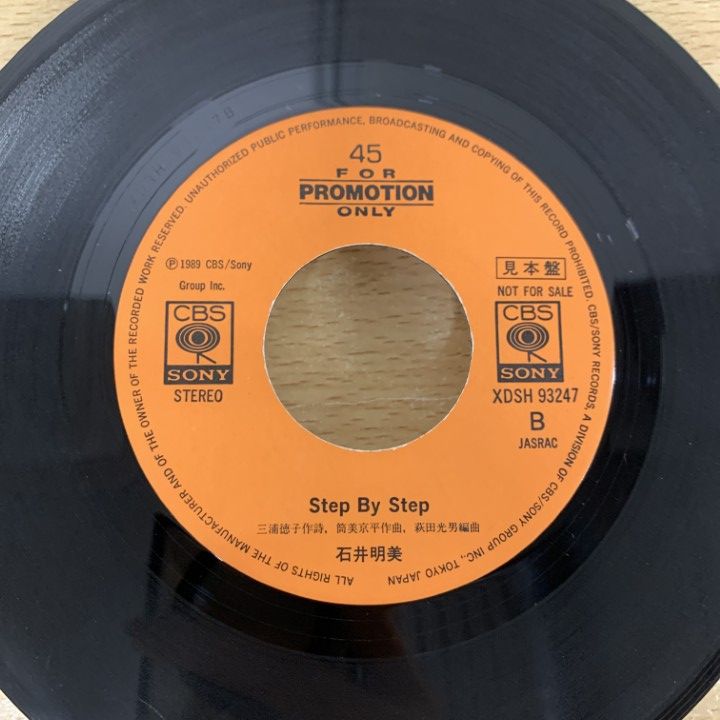 45
FOR
PROMOTION
ONLY
℗ 1989 CBS/Sony
Group Inc.
CBS
SONY
STEREO
見本盤
NOT FOR SALE
CBS
SONY
XDSH 93247
B
JASRAC
Step By Step
三浦徳子作詩、筒美京平作曲、萩田光男編曲
石井明美
ALL RIGHTS OF THE MANUFACTURER AND OF THE OWNER OF THE RECORDED WORK RESERVED. UNAUTHORIZED PUBLIC PERFORMANCE, BROADCASTING AND COPYING OF THIS RECORD PROHIBITED. CBS/SONY RECORDS, A DIVISION OF CBS/SONY GROUP INC., TOKYO JAPAN